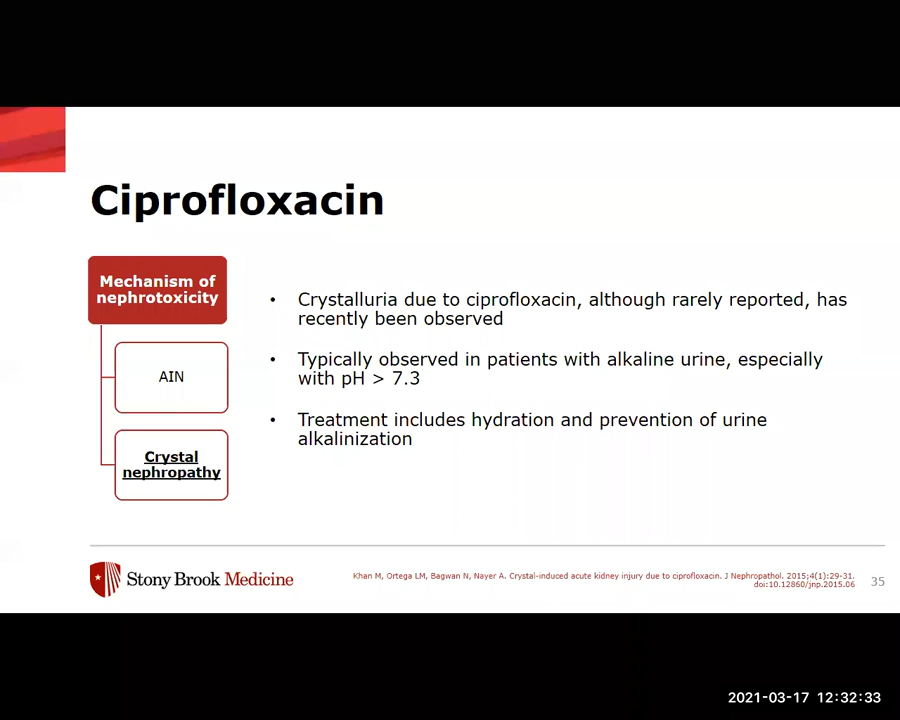 Ciprofloxacin
Mechanism of
nephrotoxicity
AIN
Crystal
nephropathy
• Crystalluria due to ciprofloxacin, although rarely reported, has
recently been observed
• Typically observed in patients with alkaline urine, especially
with pH > 7.3
• Treatment includes hydration and prevention of urine
alkalinization
Stony Brook Medicine
Khan M, Ortega LM, Bagwan N, Nayer A. Crystal-induced acute kidney injury due to ciprofloxacin. J Nephropathol. 2015;4(1):29-31.
doi:10.12860/jnp.2015.06
35
2021-03-17 12:32:33